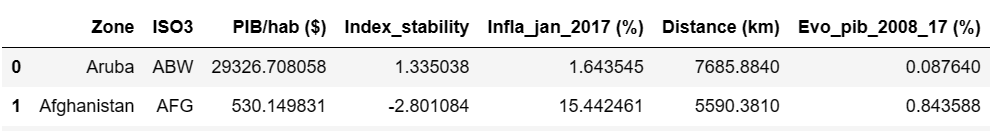 Zone ISO3 PIB/hab ($) Index_stability Infla_jan_2017 (%) Distance (km) Evo_pib_2008_17 (%)
0 Aruba ABW 29326.708058 1.335038 1.643545 7685.8840 0.087640
1 Afghanistan AFG 530.149831 -2.801084 15.442461 5590.3810 0.843588